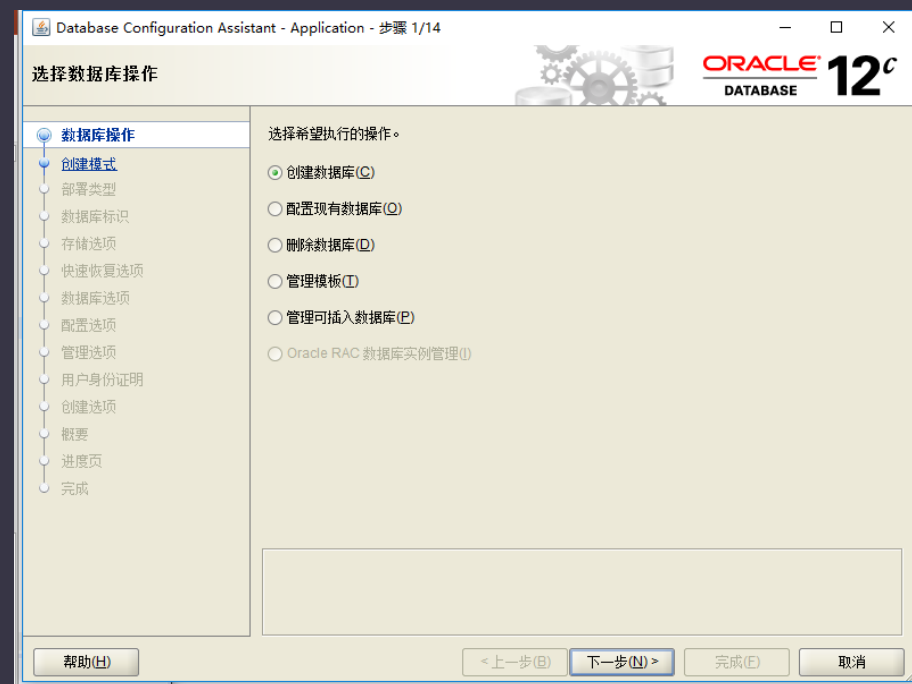 Database Configuration Assistant - Application - 步骤 1/14
选择数据库操作
ORACLE
DATABASE
12c
数据库操作
创建模式
部署类型
数据库标识
存储选项
快速恢复选项
数据库选项
配置选项
管理选项
用户身份证明
创建选项
概要
进度页
完成
选择希望执行的操作。
创建数据库(C)
配置现有数据库(O)
删除数据库(D)
管理模板(T)
管理可插入数据库(P)
Oracle RAC 数据库实例管理(I)
帮助(H)
<上一步(B)
下一步(N)>
完成(F)
取消